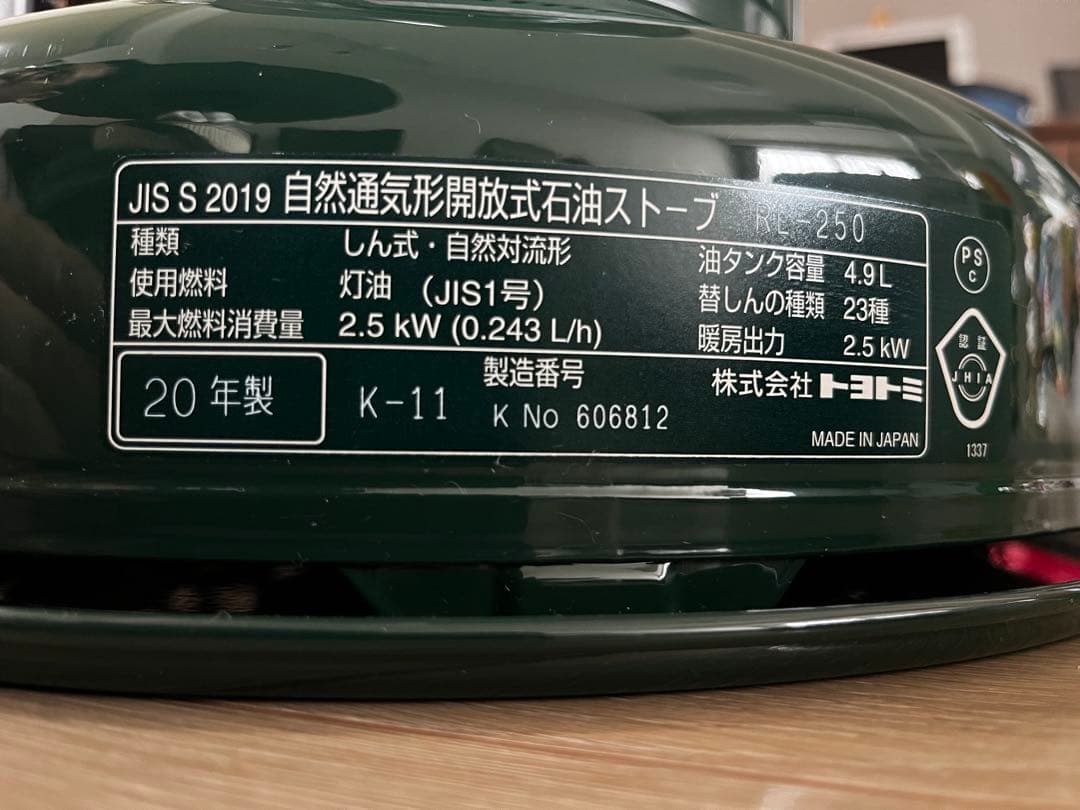 JIS S 2019 自然通気形開放式石油ストーブ RL-250
種類 しん式・自然対流形
使用燃料 灯油 (JIS1号)
最大燃料消費量 2.5 kW (0.243 L/h)
油タンク容量 4.9L
替しんの種類 23種
暖房出力 2.5 kW
20年製
K-11
製造番号
K No 606812
株式会社トヨトミ
MADE IN JAPAN
PS
C
認証
JHIA
1337